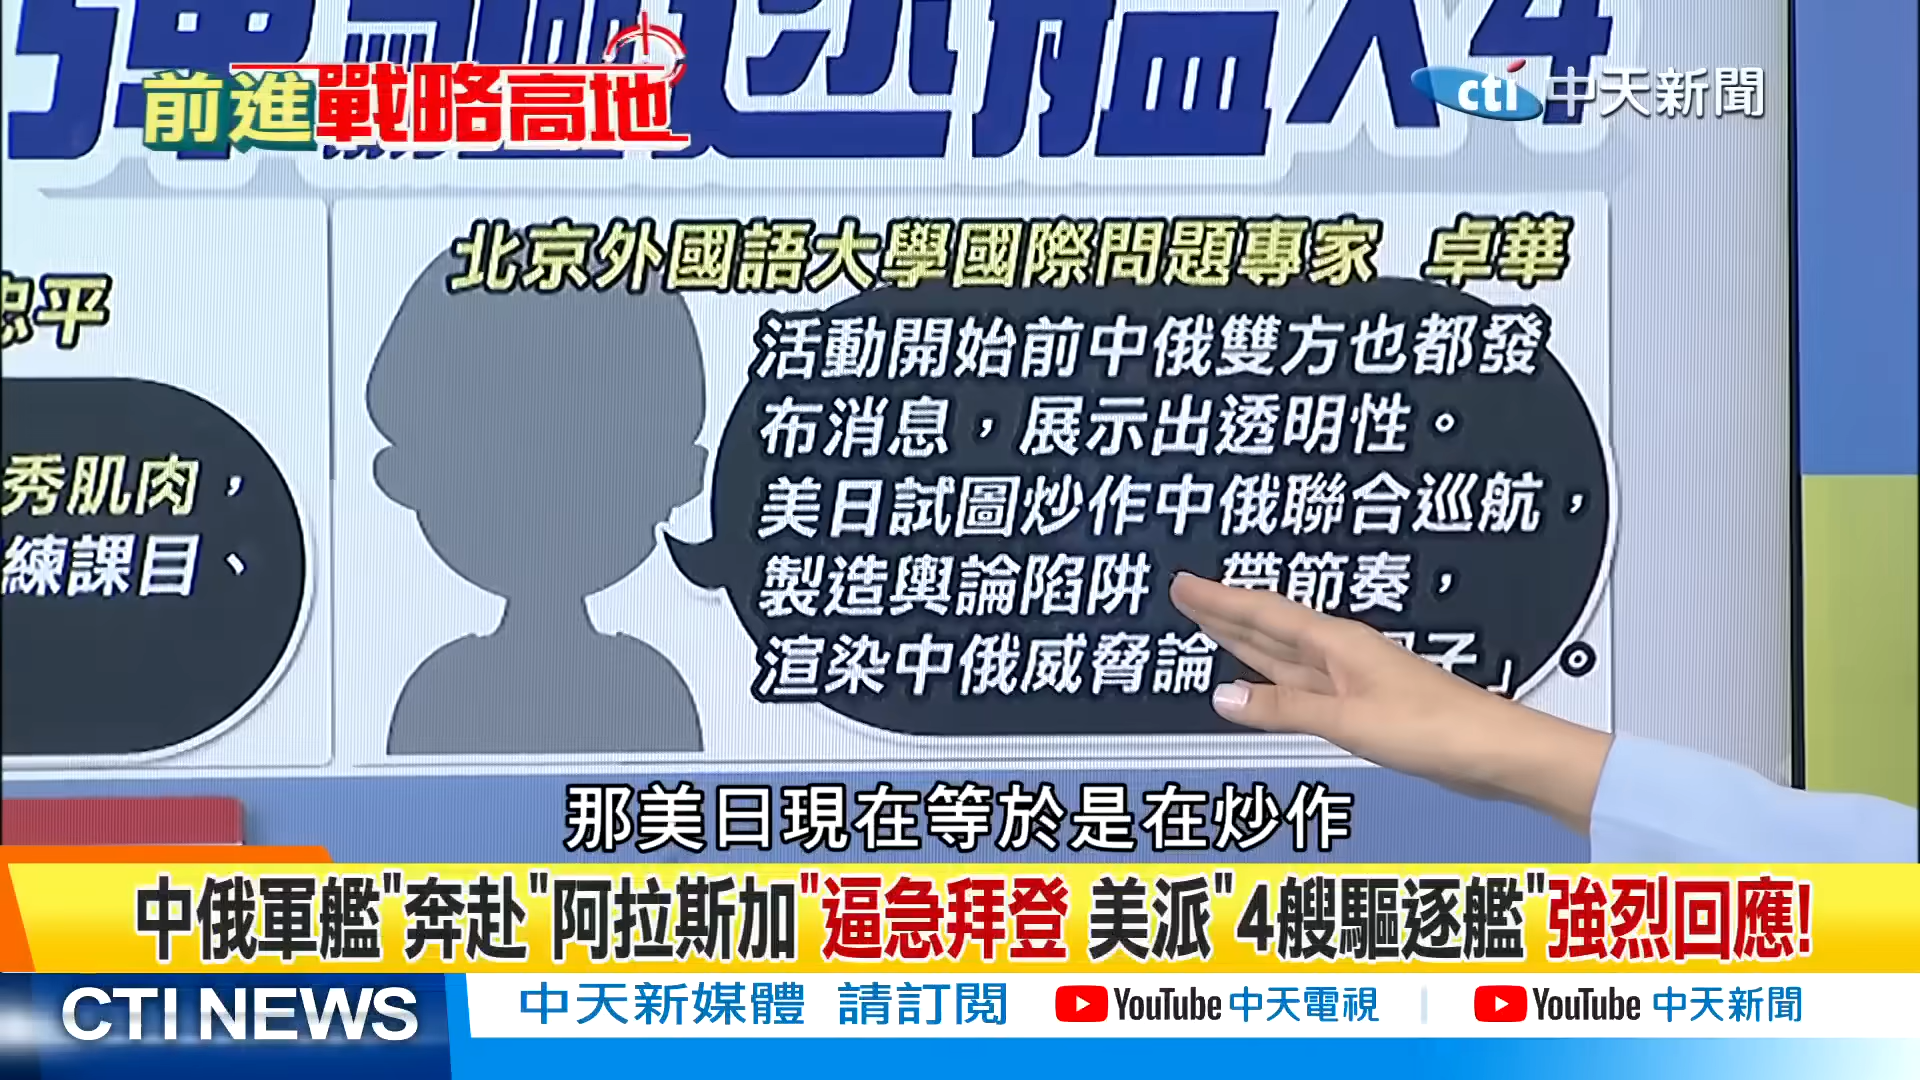 強 艦X4
前進戰略高地
cti 中天新聞
北京外國語大學國際問題專家 卓華
忠平
活動開始前中俄雙方也都發
布消息，展示出透明性。
美日試圖炒作中俄聯合巡航，
製造輿論陷阱 帶節奏，
渲染中俄威脅論 子」。
秀肌肉，
練課目、
那美日現在等於是在炒作
中俄軍艦"奔赴"阿拉斯加"逼急拜登 美派"4艘驅逐艦"強烈回應!
CTI NEWS
中天新媒體 請訂閱 YouTube 中天電視 | YouTube 中天新聞